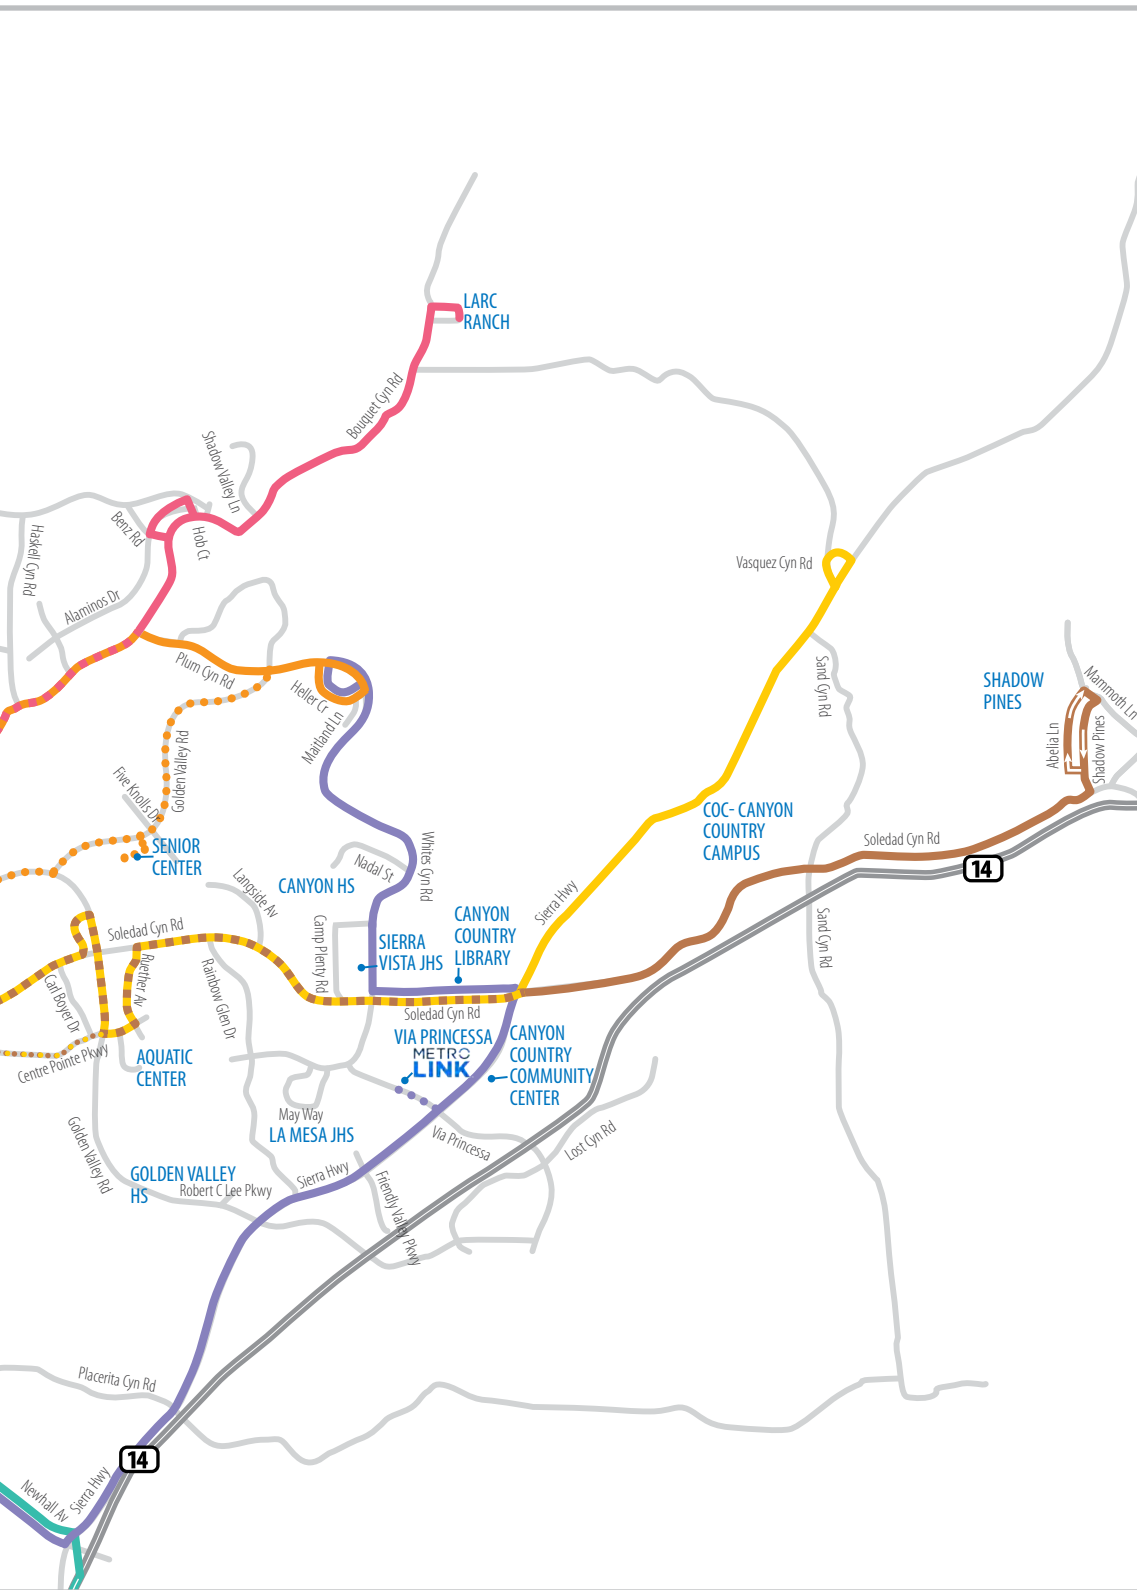 LARC
RANCH
Bouquet Cyn Rd
Shadow Valley Ln
Benz Rd
Hob Ct
Haskell Cyn Rd
Alaminos Dr
Vasquez Cyn Rd
Plum Cyn Rd
Heller Cr
Maitland Ln
Sand Cyn Rd
SHADOW
PINES
Mammoth Ln
Abelia Ln
Shadow Pines
Golden Valley Rd
Five Knolls Dr
SENIOR
CENTER
COC- CANYON
COUNTRY
CAMPUS
Soledad Cyn Rd
14
Whites Cyn Rd
Nadal St
CANYON HS
Langside Av
Sierra Hwy
CANYON
COUNTRY
LIBRARY
Camp Plenty Rd
SIERRA
VISTA JHS
Soledad Cyn Rd
Ruether Av
Rainbow Glen Dr
Carl Boyer Dr
Sand Cyn Rd
Soledad Cyn Rd
VIA PRINCESSA
METRO
LINK
CANYON
COUNTRY
COMMUNITY
CENTER
Centre Pointe Pkwy
AQUATIC
CENTER
May Way
LA MESA JHS
Via Princessa
Lost Cyn Rd
Golden Valley Rd
GOLDEN VALLEY
HS
Robert C Lee Pkwy
Sierra Hwy
Friendly Valley Pkwy
Placerita Cyn Rd
14
Newhall Av
Sierra Hwy